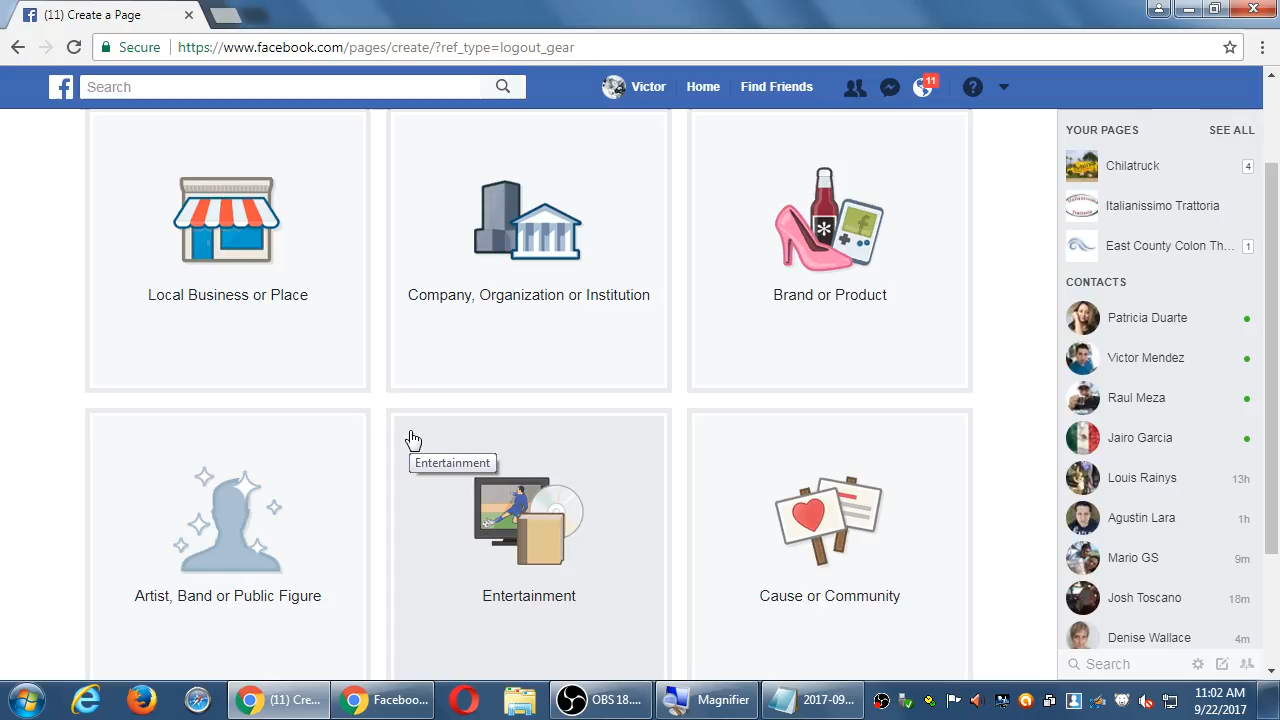 (11) Create a Page
Secure https://www.facebook.com/pages/create/?ref_type=logout_gear
Search Victor Home Find Friends 11
Local Business or Place
Company, Organization or Institution
Brand or Product
Artist, Band or Public Figure
Entertainment
Entertainment
Cause or Community
YOUR PAGES SEE ALL
Chilatruck 4
Italianissimo Trattoria
East County Colon Th... 1
CONTACTS
Patricia Duarte
Victor Mendez
Raul Meza
Jairo Garcia
Louis Rainys 13h
Agustin Lara 1h
Mario GS 9m
Josh Toscano 18m
Denise Wallace 4m
Search
(11) Cre... Faceboo... OBS 18.... Magnifier 2017-09... 11:02 AM
9/22/2017